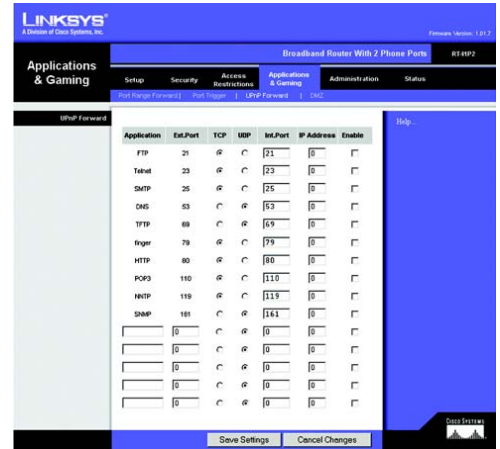 LINKSYS®
A Division of Cisco Systems, Inc.
Firmware Version: 1.01.7
Broadband Router With 2 Phone Ports RT41P2
Applications & Gaming
Setup Security Access Restrictions Applications & Gaming Administration Status
Port Range Forward | Port Trigger | UPnP Forward | DMZ
UPnP Forward
Help...
Application Ext.Port TCP UDP Int.Port IP Address Enable
FTP 21 21 0
Telnet 23 23 0
SMTP 25 25 0
DNS 53 53 0
TFTP 69 69 0
finger 79 79 0
HTTP 80 80 0
POP3 110 110 0
NNTP 119 119 0
SNMP 161 161 0
0 0 0
0 0 0
0 0 0
0 0 0
0 0 0
Save Settings Cancel Changes
CISCO SYSTEMS